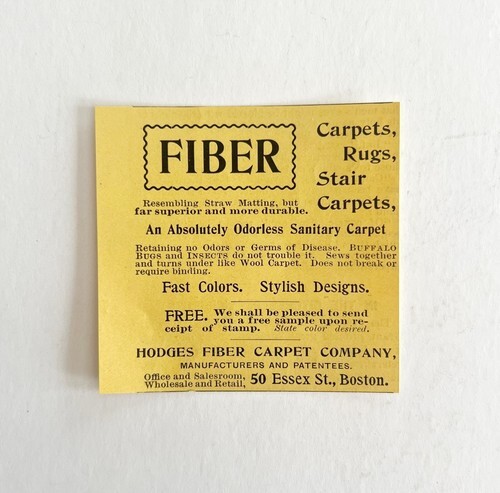 FIBER
Carpets,
Rugs,
Stair
Carpets,
Resembling Straw Matting, but
far superior and more durable.
An Absolutely Odorless Sanitary Carpet
Retaining no Odors or Germs of Disease. BUFFALO
BUGS and INSECTS do not trouble it. Sews together
and turns under like Wool Carpet. Does not break or
require binding.
Fast Colors. Stylish Designs.
FREE. We shall be pleased to send
you a free sample upon re-
ceipt of stamp. State color desired.
HODGES FIBER CARPET COMPANY,
MANUFACTURERS AND PATENTEES.
Office and Salesroom,
Wholesale and Retail, 50 Essex St., Boston.